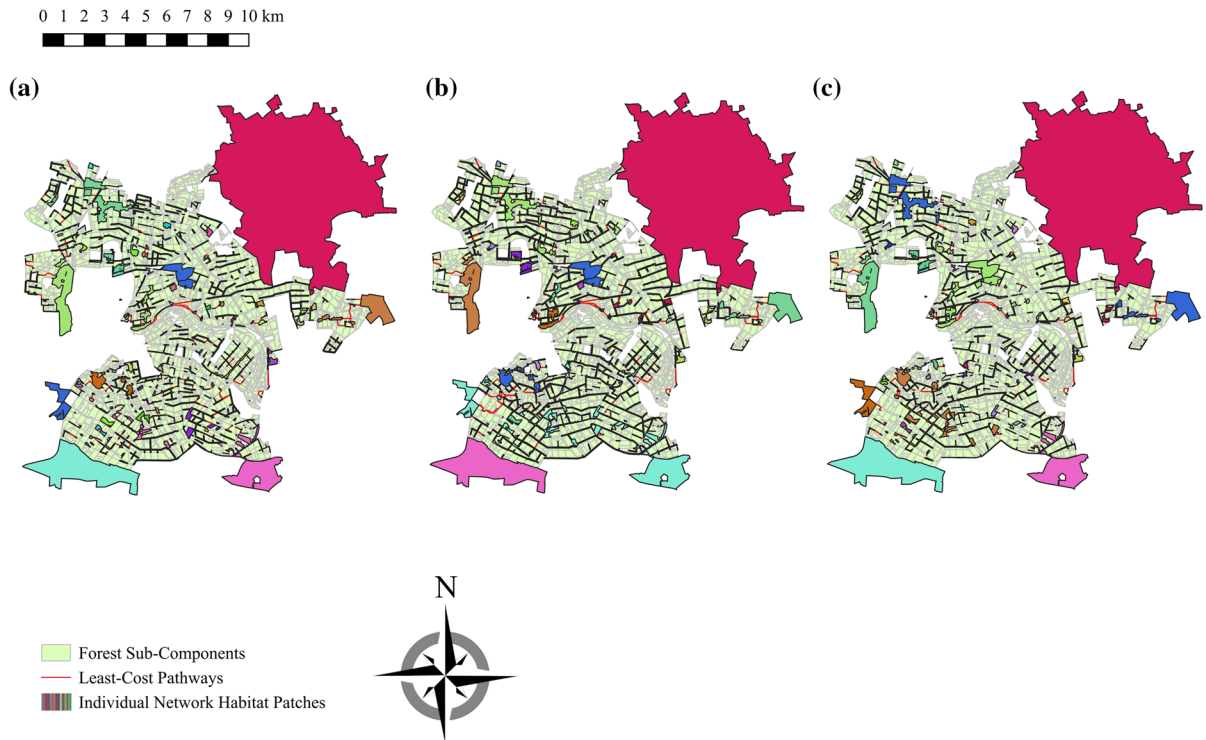 0 1 2 3 4 5 6 7 8 9 10 km
(a) (b) (c)
N
Forest Sub-Components
Least-Cost Pathways
Individual Network Habitat Patches